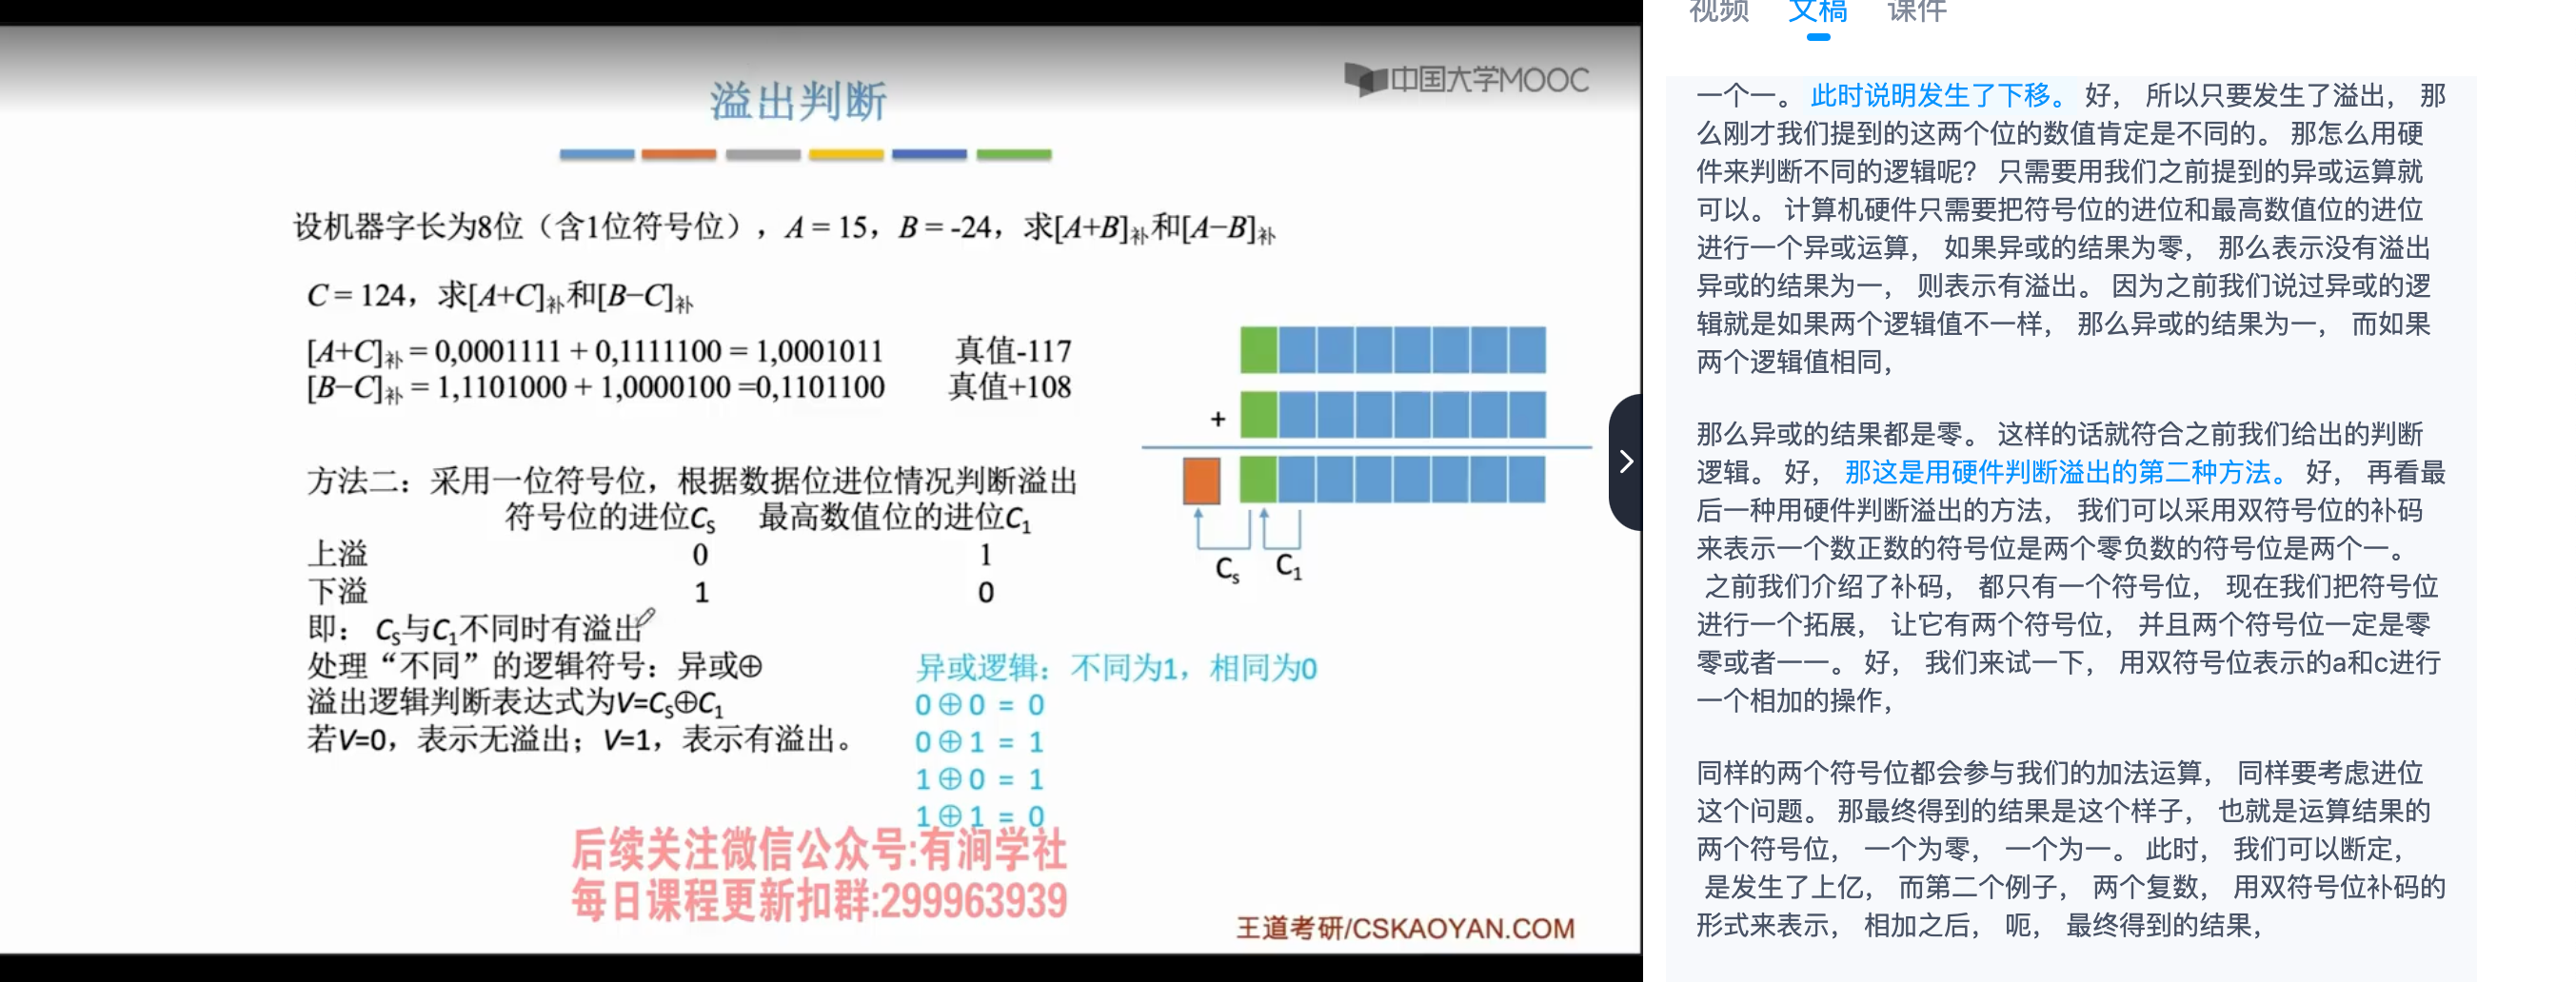 中国大学MOOC
溢出判断
设机器字长为8位（含1位符号位），A = 15，B = -24，求[A+B]补和[A−B]补
C = 124，求[A+C]补和[B−C]补
[A+C]补 = 0,0001111 + 0,1111100 = 1,0001011 真值-117
[B−C]补 = 1,1101000 + 1,0000100 =0,1101100 真值+108
+
Cs C1
方法二：采用一位符号位，根据数据位进位情况判断溢出
符号位的进位Cs 最高数值位的进位C1
上溢 0 1
下溢 1 0
即： Cs与C1不同时有溢出
处理“不同”的逻辑符号：异或⊕
溢出逻辑判断表达式为V=Cs⊕C1
若V=0，表示无溢出；V=1，表示有溢出。
异或逻辑：不同为1，相同为0
0⊕0 = 0
0⊕1 = 1
1⊕0 = 1
1⊕1 = 0
后续关注微信公众号:有涧学社
每日课程更新扣群:299963939
王道考研/CSKAOYAN.COM
视频 文稿 课件
一个一。 此时说明发生了下移。 好， 所以只要发生了溢出， 那
么刚才我们提到的这两个位的数值肯定是不同的。 那怎么用硬
件来判断不同的逻辑呢？ 只需要用我们之前提到的异或运算就
可以。 计算机硬件只需要把符号位的进位和最高数值位的进位
进行一个异或运算， 如果异或的结果为零， 那么表示没有溢出
异或的结果为一， 则表示有溢出。 因为之前我们说过异或的逻
辑就是如果两个逻辑值不一样， 那么异或的结果为一， 而如果
两个逻辑值相同，
那么异或的结果都是零。 这样的话就符合之前我们给出的判断
逻辑。 好， 那这是用硬件判断溢出的第二种方法。 好， 再看最
后一种用硬件判断溢出的方法， 我们可以采用双符号位的补码
来表示一个数正数的符号位是两个零负数的符号位是两个一。
之前我们介绍了补码， 都只有一个符号位， 现在我们把符号位
进行一个拓展， 让它有两个符号位， 并且两个符号位一定是零
零或者一一。 好， 我们来试一下， 用双符号位表示的a和c进行
一个相加的操作，
同样的两个符号位都会参与我们的加法运算， 同样要考虑进位
这个问题。 那最终得到的结果是这个样子， 也就是运算结果的
两个符号位， 一个为零， 一个为一。 此时， 我们可以断定，
是发生了上亿， 而第二个例子， 两个复数， 用双符号位补码的
形式来表示， 相加之后， 呃， 最终得到的结果，